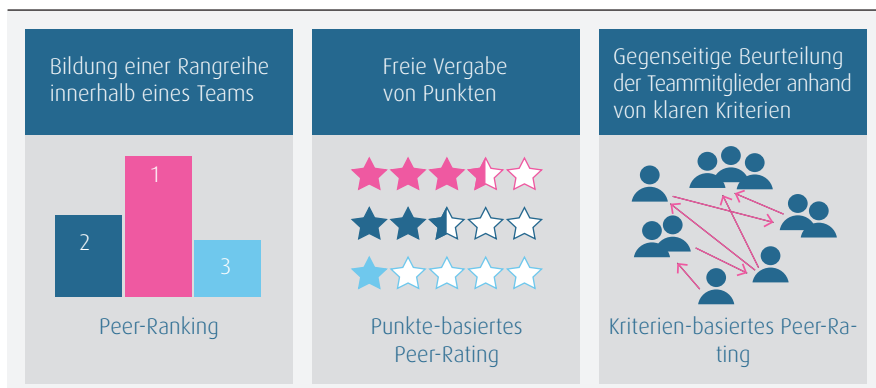 Bildung einer Rangreihe
innerhalb eines Teams
Freie Vergabe
von Punkten
Gegenseitige Beurteilung
der Teammitglieder anhand
von klaren Kriterien
1
2
3
Peer-Ranking
Punkte-basiertes
Peer-Rating
Kriterien-basiertes Peer-Ra-
ting